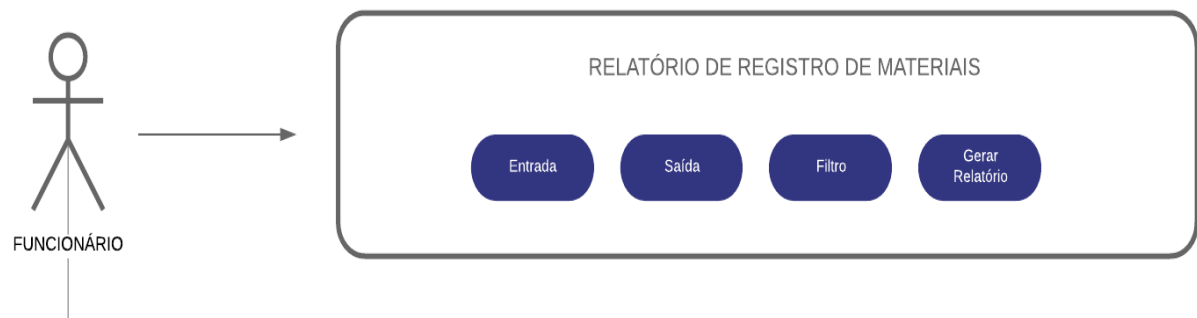 RELATÓRIO DE REGISTRO DE MATERIAIS
Entrada
Saída
Filtro
Gerar
Relatório
FUNCIONÁRIO